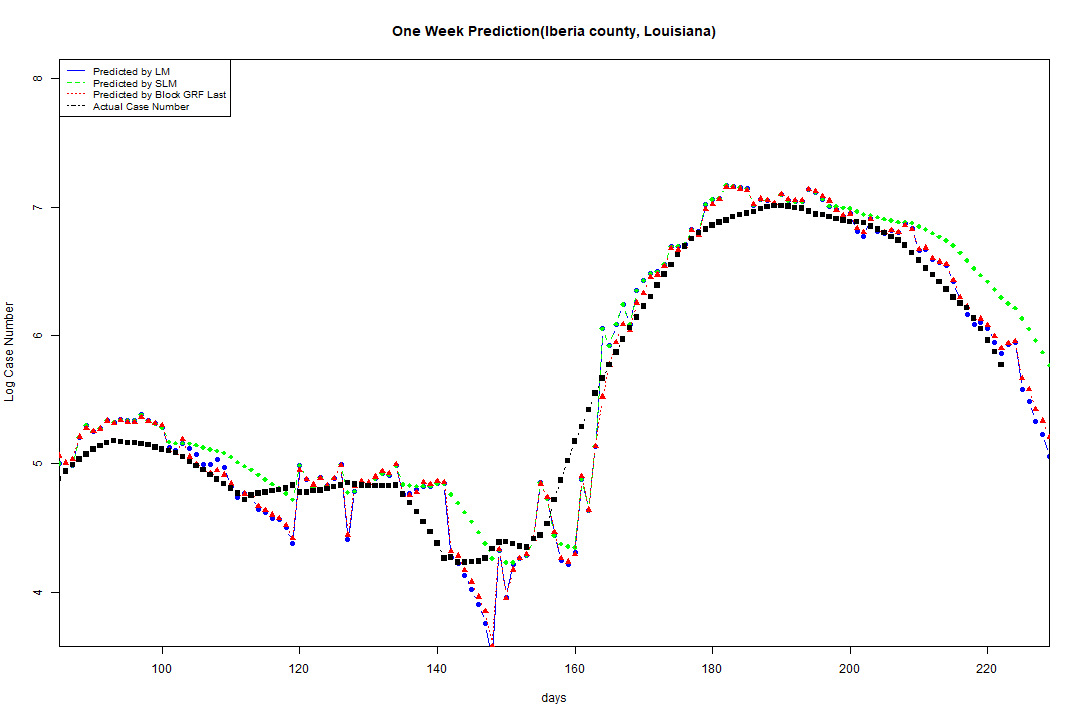 One Week Prediction(Iberia county, Louisiana)
Predicted by LM
Predicted by SLM
Predicted by Block GRF Last
Actual Case Number
8
7
6
5
4
Log Case Number
100 120 140 160 180 200 220
days